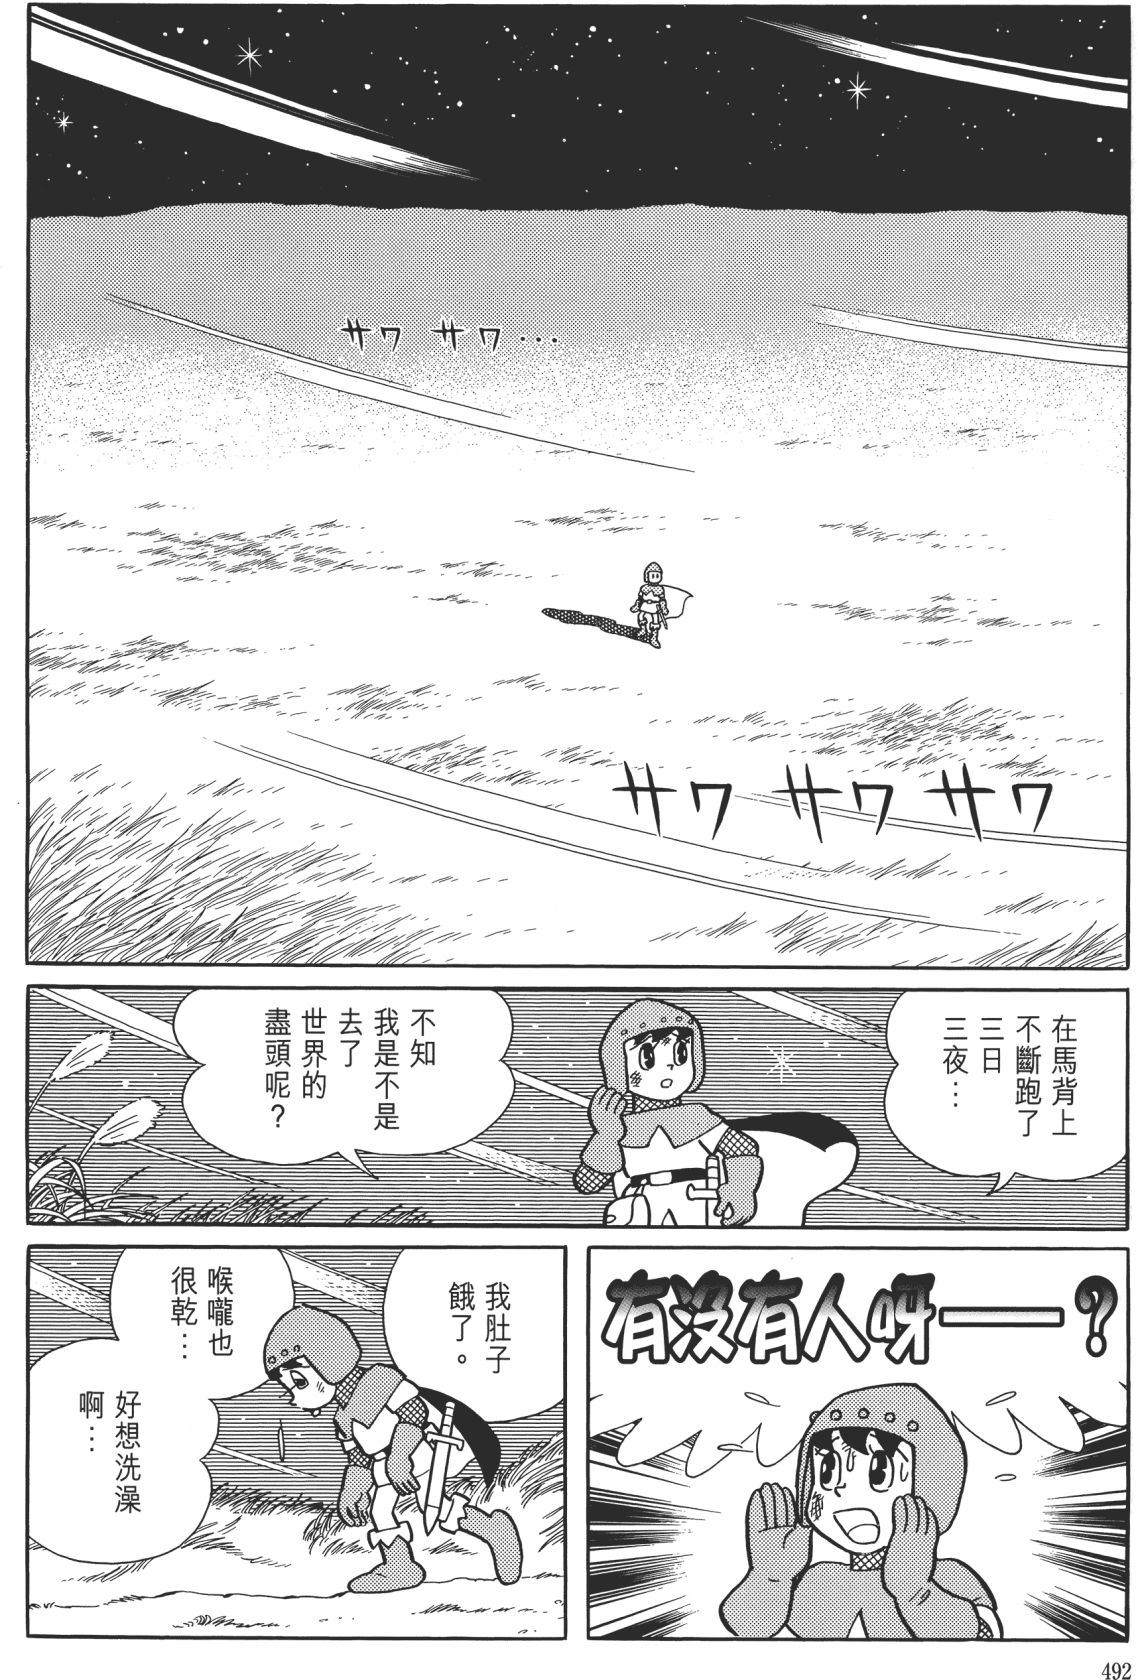 サワ サワ…
サワ サワ サワ
在馬背上
不斷跑了
三日
三夜…
不知
我是不是
去了
世界的
盡頭呢？
有沒有人呀——？
我肚子
餓了。
喉嚨也
很乾…
好想洗澡
啊…
492